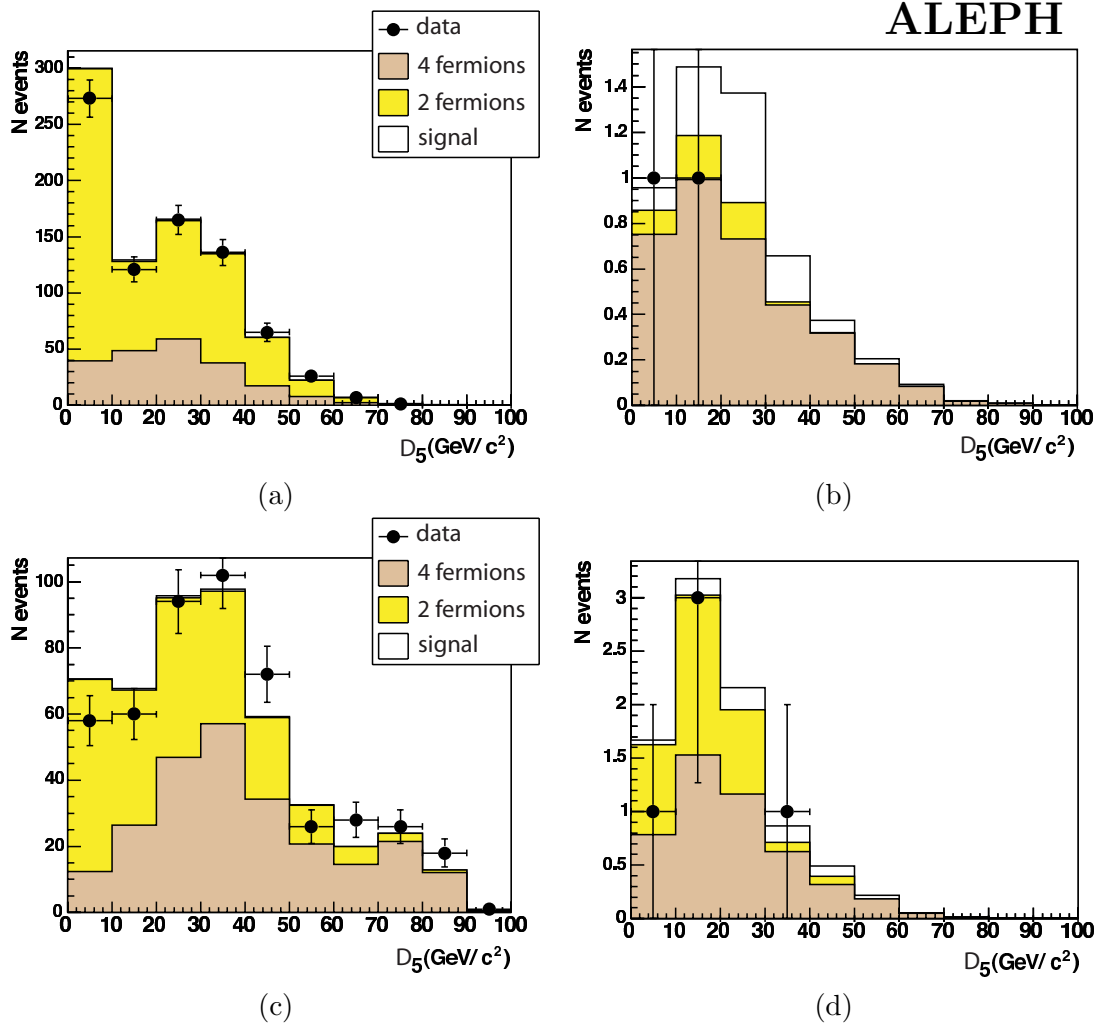 ALEPH
data
4 fermions
2 fermions
signal
N events
300
250
200
150
100
50
0
0 10 20 30 40 50 60 70 80 90 100
D5(GeV/ c2)
(a)
N events
1.4
1.2
1
0.8
0.6
0.4
0.2
0
0 10 20 30 40 50 60 70 80 90 100
D5(GeV/ c2)
(b)
data
4 fermions
2 fermions
signal
N events
100
80
60
40
20
0
0 10 20 30 40 50 60 70 80 90 100
D5(GeV/ c2)
(c)
N events
3
2.5
2
1.5
1
0.5
0
0 10 20 30 40 50 60 70 80 90 100
D5(GeV/ c2)
(d)